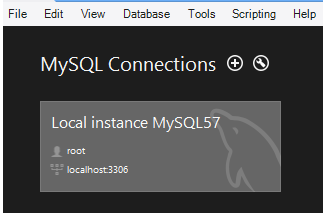 File Edit View Database Tools Scripting Help
MySQL Connections
Local instance MySQL57
root
localhost:3306